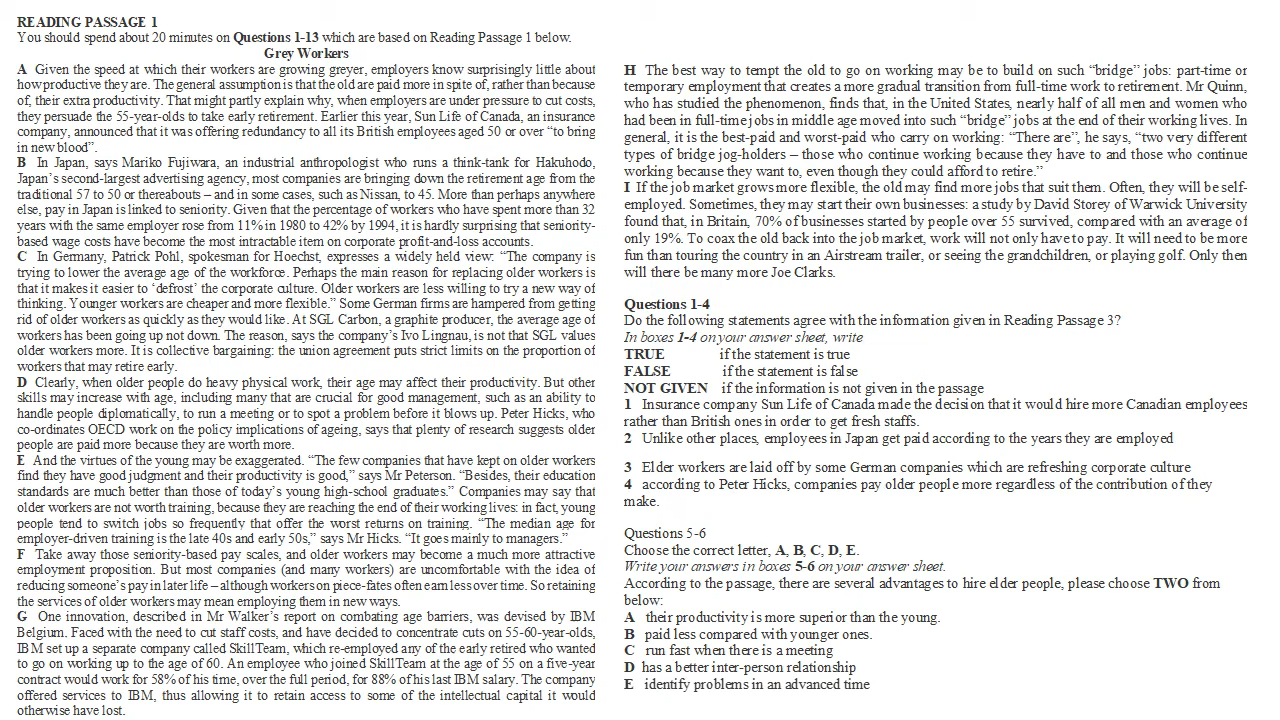 READING PASSAGE 1
You should spend about 20 minutes on Questions 1-13 which are based on Reading Passage 1 below.
Grey Workers
A Given the speed at which their workers are growing greyer, employers know surprisingly little about
how productive they are. The general assumption is that the old are paid more in spite of, rather than because
of, their extra productivity. That might partly explain why, when employers are under pressure to cut costs,
they persuade the 55-year-olds to take early retirement. Earlier this year, Sun Life of Canada, an insurance
company, announced that it was offering redundancy to all its British employees aged 50 or over "to bring
in new blood".
B In Japan, says Mariko Fujiwara, an industrial anthropologist who runs a think-tank for Hakuhodo,
Japan's second-largest advertising agency, most companies are bringing down the retirement age from the
traditional 57 to 50 or thereabouts – and in some cases, such as Nissan, to 45. More than perhaps anywhere
else, pay in Japan is linked to seniority. Given that the percentage of workers who have spent more than 32
years with the same employer rose from 11% in 1980 to 42% by 1994, it is hardly surprising that seniority-
based wage costs have become the most intractable item on corporate profit-and-loss accounts.
C In Germany, Patrick Pohl, spokesman for Hoechst, expresses a widely held view: "The company is
trying to lower the average age of the workforce. Perhaps the main reason for replacing older workers is
that it makes it easier to 'defrost' the corporate culture. Older workers are less willing to try a new way of
thinking. Younger workers are cheaper and more flexible." Some German firms are hampered from getting
rid of older workers as quickly as they would like. At SGL Carbon, a graphite producer, the average age of
workers has been going up not down. The reason, says the company's Ivo Lingnau, is not that SGL values
older workers more. It is collective bargaining: the union agreement puts strict limits on the proportion of
workers that may retire early.
D Clearly, when older people do heavy physical work, their age may affect their productivity. But other
skills may increase with age, including many that are crucial for good management, such as an ability to
handle people diplomatically, to run a meeting or to spot a problem before it blows up. Peter Hicks, who
co-ordinates OECD work on the policy implications of ageing, says that plenty of research suggests older
people are paid more because they are worth more.
E And the virtues of the young may be exaggerated. "The few companies that have kept on older workers
find they have good judgment and their productivity is good," says Mr Peterson. "Besides, their education
standards are much better than those of today's young high-school graduates." Companies may say that
older workers are not worth training, because they are reaching the end of their working lives: in fact, young
people tend to switch jobs so frequently that offer the worst returns on training. "The median age for
employer-driven training is the late 40s and early 50s," says Mr Hicks. "It goes mainly to managers."
F Take away those seniority-based pay scales, and older workers may become a much more attractive
employment proposition. But most companies (and many workers) are uncomfortable with the idea of
reducing someone's pay in later life – although workers on piece-fates often earn less over time. So retaining
the services of older workers may mean employing them in new ways.
G One innovation, described in Mr Walker's report on combating age barriers, was devised by IBM
Belgium. Faced with the need to cut staff costs, and have decided to concentrate cuts on 55-60-year-olds,
IBM set up a separate company called SkillTeam, which re-employed any of the early retired who wanted
to go on working up to the age of 60. An employee who joined SkillTeam at the age of 55 on a five-year
contract would work for 58% of his time, over the full period, for 88% of his last IBM salary. The company
offered services to IBM, thus allowing it to retain access to some of the intellectual capital it would
otherwise have lost.
H The best way to tempt the old to go on working may be to build on such "bridge" jobs: part-time or
temporary employment that creates a more gradual transition from full-time work to retirement. Mr Quinn,
who has studied the phenomenon, finds that, in the United States, nearly half of all men and women who
had been in full-time jobs in middle age moved into such "bridge" jobs at the end of their working lives. In
general, it is the best-paid and worst-paid who carry on working: "There are", he says, "two very different
types of bridge jog-holders – those who continue working because they have to and those who continue
working because they want to, even though they could afford to retire."
I If the job market grows more flexible, the old may find more jobs that suit them. Often, they will be self-
employed. Sometimes, they may start their own businesses: a study by David Storey of Warwick University
found that, in Britain, 70% of businesses started by people over 55 survived, compared with an average of
only 19%. To coax the old back into the job market, work will not only have to pay. It will need to be more
fun than touring the country in an Airstream trailer, or seeing the grandchildren, or playing golf. Only then
will there be many more Joe Clarks.
Questions 1-4
Do the following statements agree with the information given in Reading Passage 3?
In boxes 1-4 on your answer sheet, write
TRUE if the statement is true
FALSE if the statement is false
NOT GIVEN if the information is not given in the passage
1 Insurance company Sun Life of Canada made the decision that it would hire more Canadian employees
rather than British ones in order to get fresh staffs.
2 Unlike other places, employees in Japan get paid according to the years they are employed
3 Elder workers are laid off by some German companies which are refreshing corporate culture
4 according to Peter Hicks, companies pay older people more regardless of the contribution of they
make.
Questions 5-6
Choose the correct letter, A, B, C, D, E.
Write your answers in boxes 5-6 on your answer sheet.
According to the passage, there are several advantages to hire elder people, please choose TWO from
below:
A their productivity is more superior than the young.
B paid less compared with younger ones.
C run fast when there is a meeting
D has a better inter-person relationship
E identify problems in an advanced time